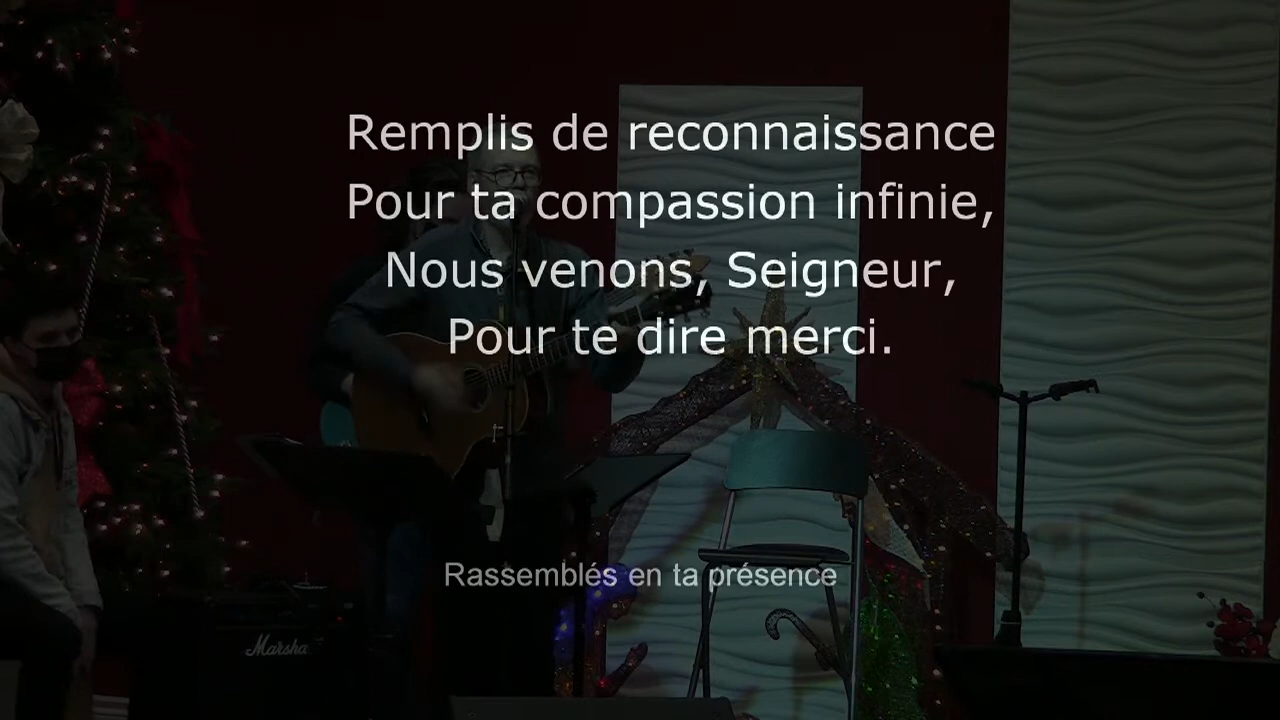 Remplis de reconnaissance
Pour ta compassion infinie,
Nous venons, Seigneur,
Pour te dire merci.
Rassemblés en ta présence
Marsha